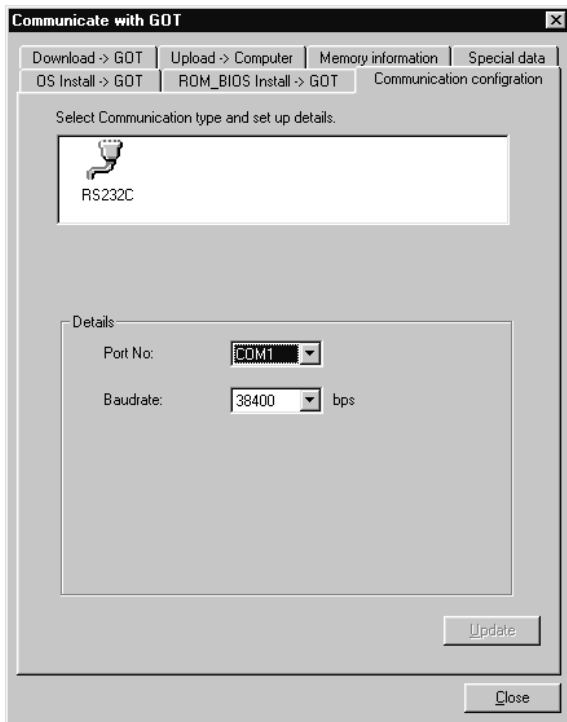 Communicate with GOT
Download -> GOT Upload -> Computer Memory information Special data
OS Install -> GOT ROM_BIOS Install -> GOT Communication configration
Select Communication type and set up details.
RS232C
Details
Port No: COM1
Baudrate: 38400 bps
Update
Close